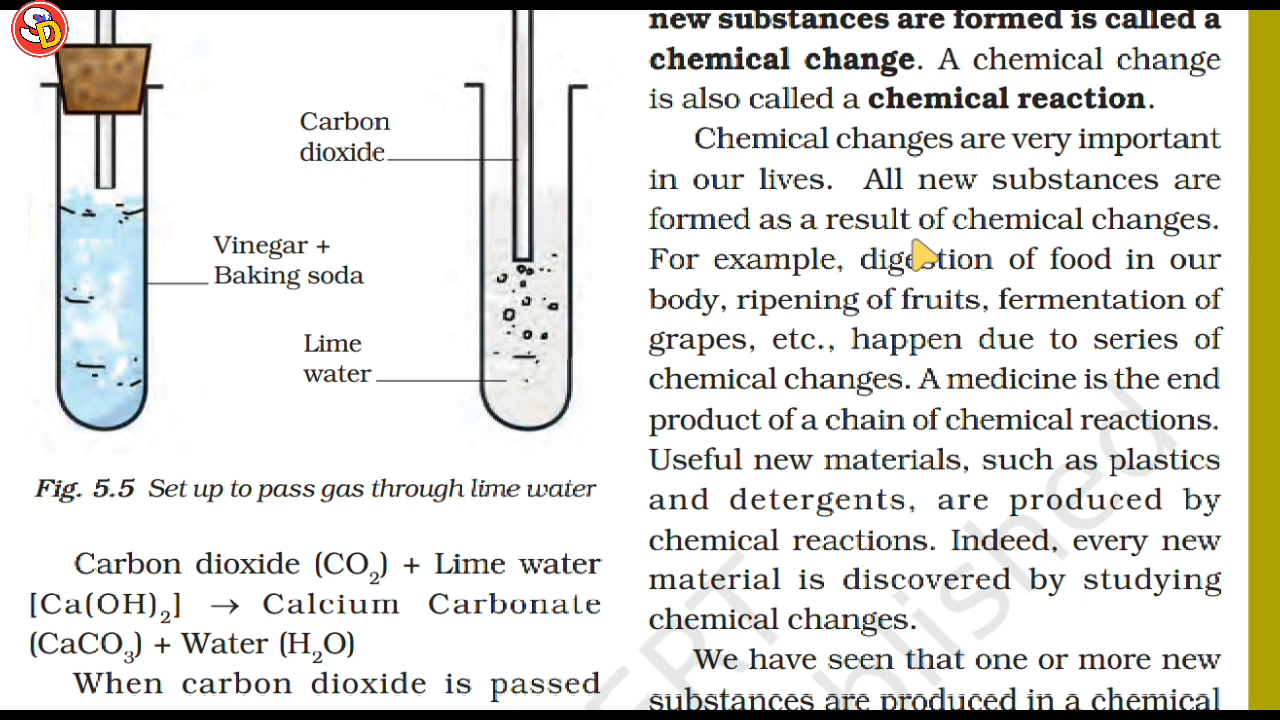 SD
Carbon
dioxide
Vinegar +
Baking soda
Lime
water
Fig. 5.5 Set up to pass gas through lime water
Carbon dioxide (CO₂) + Lime water
[Ca(OH)₂] → Calcium Carbonate
(CaCO₃) + Water (H₂O)
When carbon dioxide is passed
new substances are formed is called a
chemical change. A chemical change
is also called a chemical reaction.
Chemical changes are very important
in our lives. All new substances are
formed as a result of chemical changes.
For example, digestion of food in our
body, ripening of fruits, fermentation of
grapes, etc., happen due to series of
chemical changes. A medicine is the end
product of a chain of chemical reactions.
Useful new materials, such as plastics
and detergents, are produced by
chemical reactions. Indeed, every new
material is discovered by studying
chemical changes.
We have seen that one or more new
substances are produced in a chemical